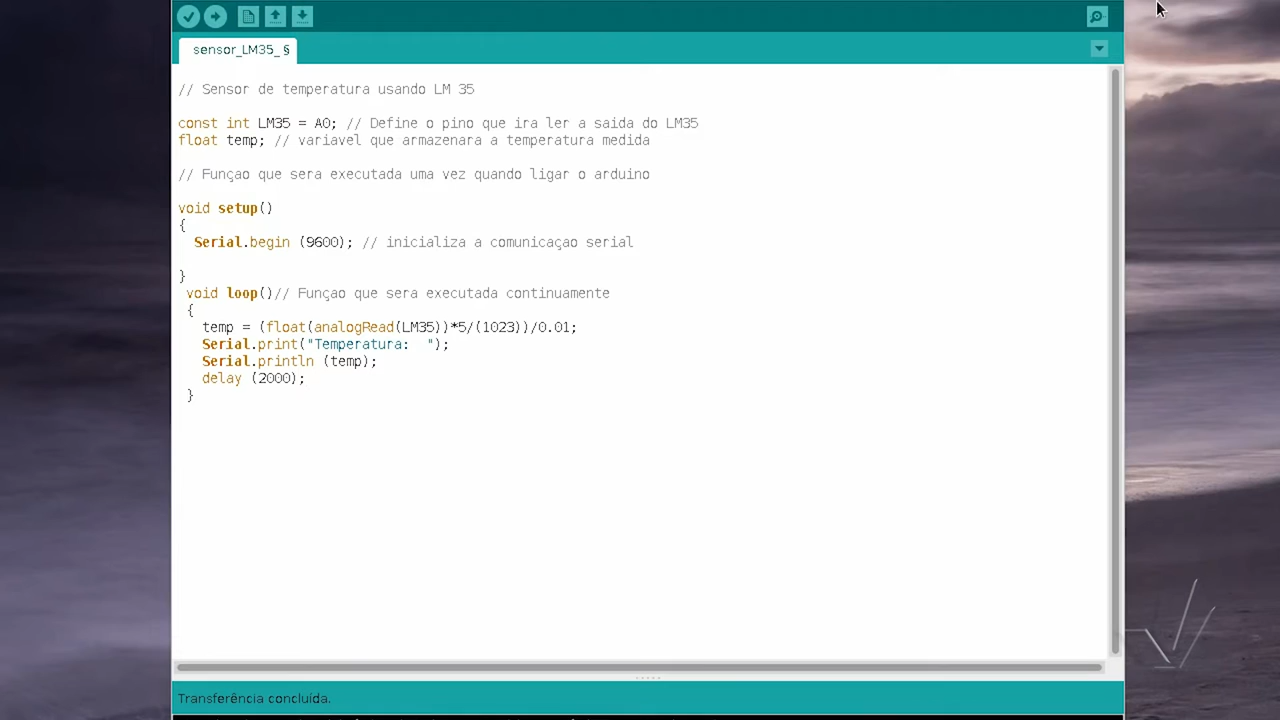 sensor_LM35_ §
// Sensor de temperatura usando LM 35
const int LM35 = A0; // Define o pino que ira ler a saida do LM35
float temp; // variavel que armazenara a temperatura medida
// Funçao que sera executada uma vez quando ligar o arduino
void setup()
{
Serial.begin (9600); // inicializa a comunicaçao serial
}
void loop()// Funçao que sera executada continuamente
{
temp = (float(analogRead(LM35))*5/(1023))/0.01;
Serial.print("Temperatura:  ");
Serial.println (temp);
delay (2000);
}
Transferência concluída.